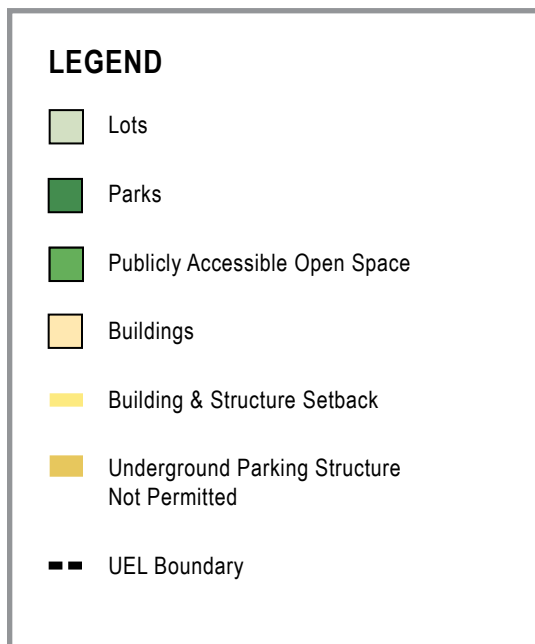 LEGEND
Lots
Parks
Publicly Accessible Open Space
Buildings
Building & Structure Setback
Underground Parking Structure
Not Permitted
UEL Boundary